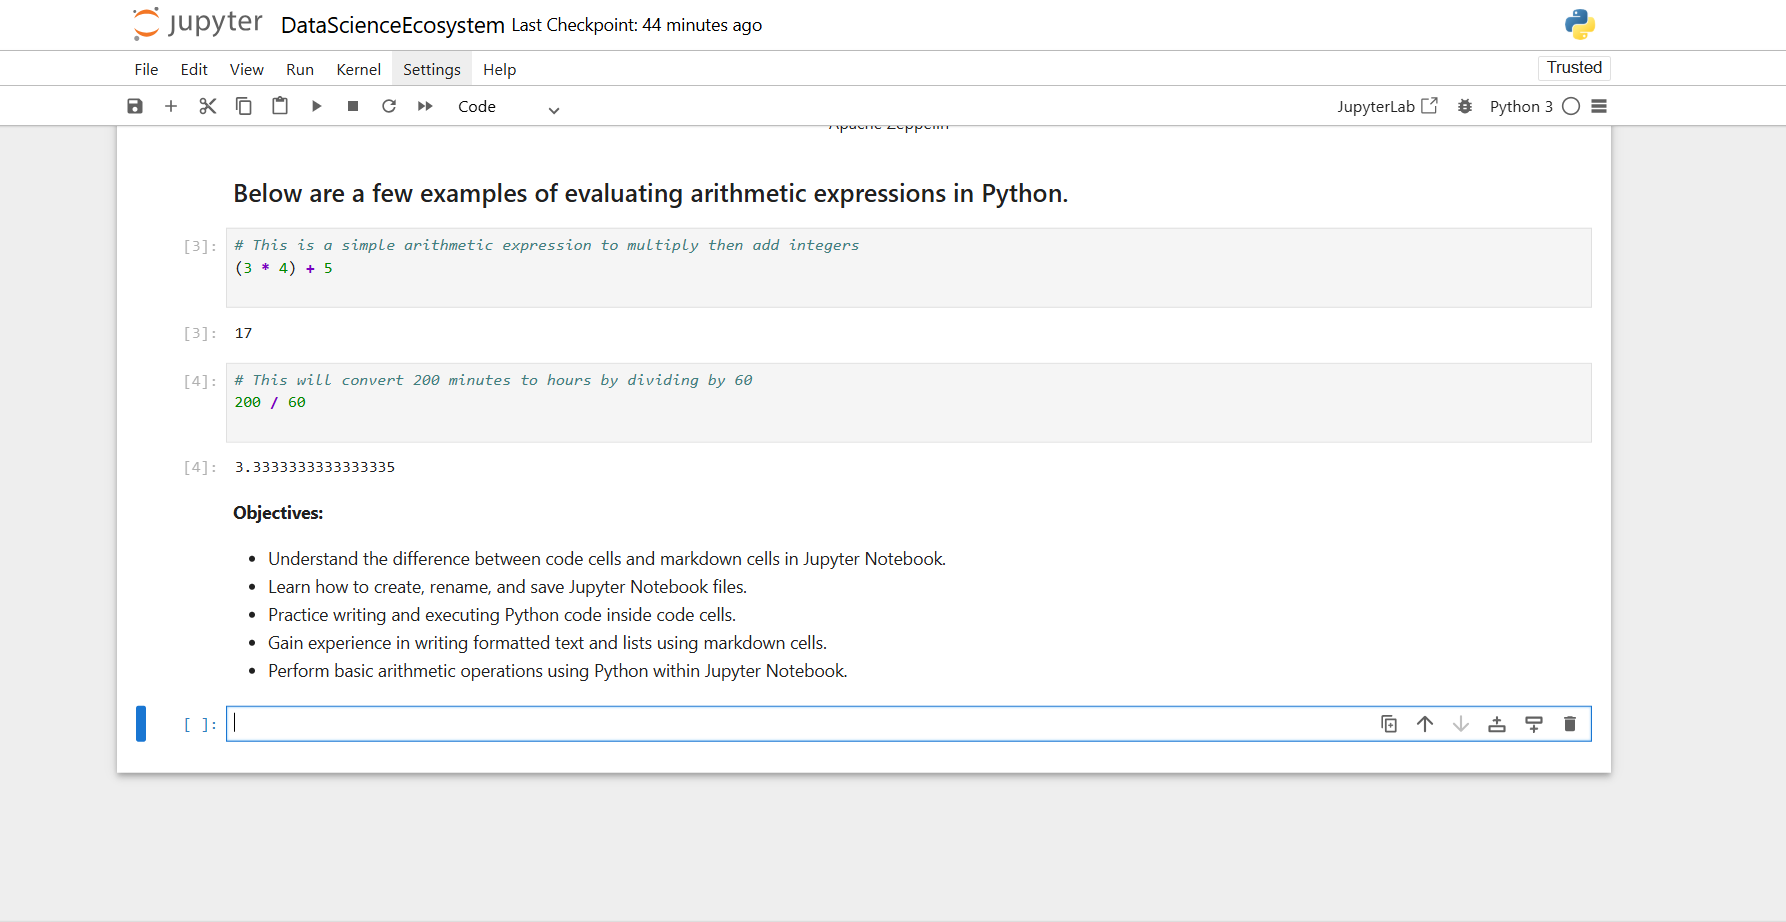 jupyter DataScienceEcosystem Last Checkpoint: 44 minutes ago
File Edit View Run Kernel Settings Help Trusted
Code JupyterLab Python 3
Apache Zeppelin
Below are a few examples of evaluating arithmetic expressions in Python.
[3]: # This is a simple arithmetic expression to multiply then add integers
(3 * 4) + 5
[3]: 17
[4]: # This will convert 200 minutes to hours by dividing by 60
200 / 60
[4]: 3.3333333333333335
Objectives:
• Understand the difference between code cells and markdown cells in Jupyter Notebook.
• Learn how to create, rename, and save Jupyter Notebook files.
• Practice writing and executing Python code inside code cells.
• Gain experience in writing formatted text and lists using markdown cells.
• Perform basic arithmetic operations using Python within Jupyter Notebook.
[ ]: